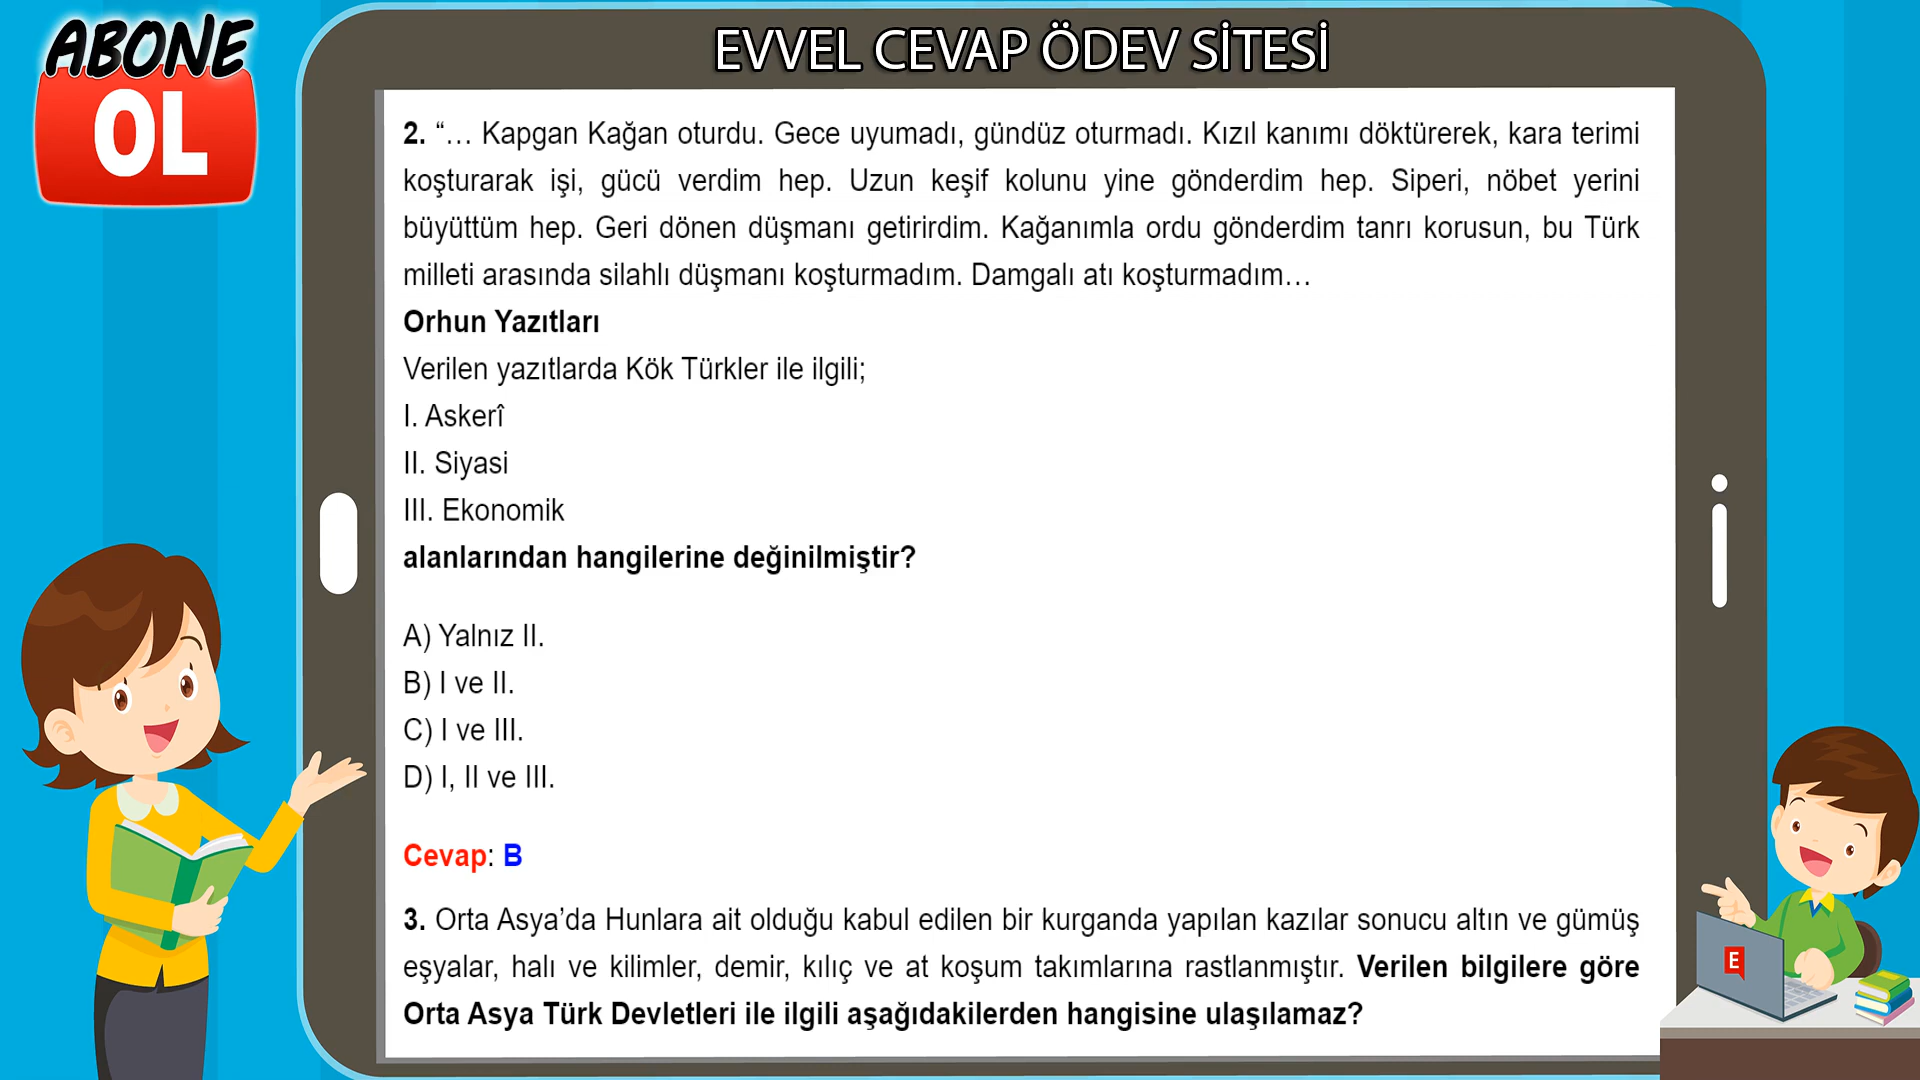 ABONE
OL
EVVEL CEVAP ÖDEV SİTESİ
2. “… Kapgan Kağan oturdu. Gece uyumadı, gündüz oturmadı. Kızıl kanımı döktürerek, kara terimi
koşturarak işi, gücü verdim hep. Uzun keşif kolunu yine gönderdim hep. Siperi, nöbet yerini
büyüttüm hep. Geri dönen düşmanı getirirdim. Kağanımla ordu gönderdim tanrı korusun, bu Türk
milleti arasında silahlı düşmanı koşturmadım. Damgalı atı koşturmadım…
Orhun Yazıtları
Verilen yazıtlarda Kök Türkler ile ilgili;
I. Askerî
II. Siyasi
III. Ekonomik
alanlarından hangilerine değinilmiştir?
A) Yalnız II.
B) I ve II.
C) I ve III.
D) I, II ve III.
Cevap: B
3. Orta Asya’da Hunlara ait olduğu kabul edilen bir kurganda yapılan kazılar sonucu altın ve gümüş
eşyalar, halı ve kilimler, demir, kılıç ve at koşum takımlarına rastlanmıştır. Verilen bilgilere göre
Orta Asya Türk Devletleri ile ilgili aşağıdakilerden hangisine ulaşılamaz?
E